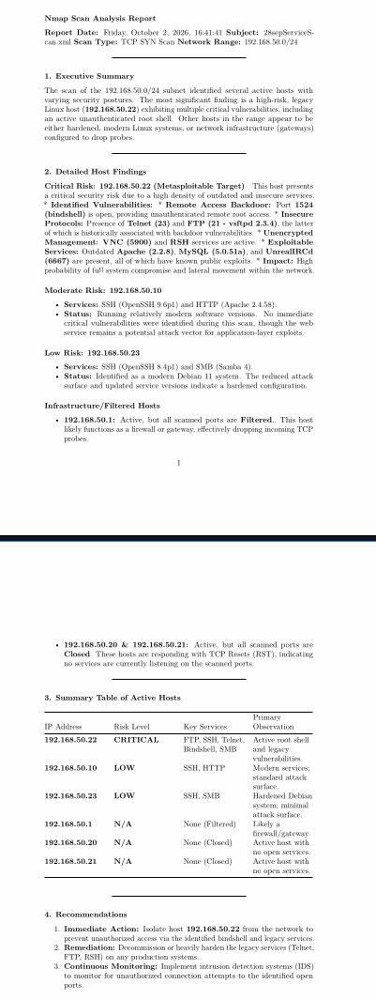 Nmap Scan Analysis Report
Report Date: Friday, October 2, 2026, 16:41:41 Subject: 28sepServiceS-
can.xml Scan Type: TCP SYN Scan Network Range: 192.168.50.0/24
1. Executive Summary
The scan of the 192.168.50.0/24 subnet identified several active hosts with
varying security postures. The most significant finding is a high-risk, legacy
Linux host (192.168.50.22) exhibiting multiple critical vulnerabilities, including
an active unauthenticated root shell. Other hosts in the range appear to be
either hardened, modern Linux systems, or network infrastructure (gateways)
configured to drop probes.
2. Detailed Host Findings
Critical Risk: 192.168.50.22 (Metasploitable Target) This host presents
a critical security risk due to a high density of outdated and insecure services.
* Identified Vulnerabilities: * Remote Access Backdoor: Port 1524
(bindshell) is open, providing unauthenticated remote root access. * Insecure
Protocols: Presence of Telnet (23) and FTP (21 - vsftpd 2.3.4), the latter
of which is historically associated with backdoor vulnerabilities. * Unencrypted
Management: VNC (5900) and RSH services are active. * Exploitable
Services: Outdated Apache (2.2.8), MySQL (5.0.51a), and UnrealIRCd
(6667) are present, all of which have known public exploits. * Impact: High
probability of full system compromise and lateral movement within the network.
Moderate Risk: 192.168.50.10
• Services: SSH (OpenSSH 9.6p1) and HTTP (Apache 2.4.58).
• Status: Running relatively modern software versions. No immediate
critical vulnerabilities were identified during this scan, though the web
service remains a potential attack vector for application-layer exploits.
Low Risk: 192.168.50.23
• Services: SSH (OpenSSH 8.4p1) and SMB (Samba 4).
• Status: Identified as a modern Debian 11 system. The reduced attack
surface and updated service versions indicate a hardened configuration.
Infrastructure/Filtered Hosts
• 192.168.50.1: Active, but all scanned ports are Filtered. This host
likely functions as a firewall or gateway, effectively dropping incoming TCP
probes.
1
• 192.168.50.20 & 192.168.50.21: Active, but all scanned ports are
Closed. These hosts are responding with TCP Resets (RST), indicating
no services are currently listening on the scanned ports.
3. Summary Table of Active Hosts
Primary
IP Address Risk Level Key Services Observation
192.168.50.22 CRITICAL FTP, SSH, Telnet, Active root shell
Bindshell, SMB and legacy
vulnerabilities.
192.168.50.10 LOW SSH, HTTP Modern services;
standard attack
surface.
192.168.50.23 LOW SSH, SMB Hardened Debian
system; minimal
attack surface.
192.168.50.1 N/A None (Filtered) Likely a
firewall/gateway.
192.168.50.20 N/A None (Closed) Active host with
no open services.
192.168.50.21 N/A None (Closed) Active host with
no open services.
4. Recommendations
1. Immediate Action: Isolate host 192.168.50.22 from the network to
prevent unauthorized access via the identified bindshell and legacy services.
2. Remediation: Decommission or heavily harden the legacy services (Telnet,
FTP, RSH) on any production systems.
3. Continuous Monitoring: Implement intrusion detection systems (IDS)
to monitor for unauthorized connection attempts to the identified open
ports.